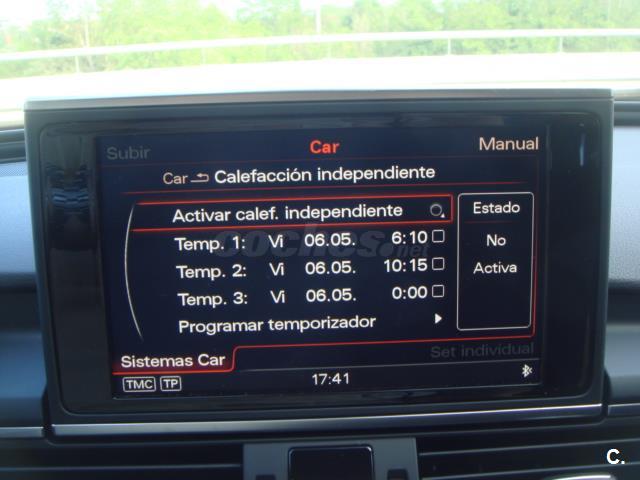 Subir
Car
Manual
Car Calefacción independiente
Activar calef. independiente
Estado
Temp. 1: Vi 06.05. 6:10
No
Temp. 2: Vi 06.05. 10:15
Activa
Temp. 3: Vi 06.05. 0:00
Programar temporizador
Set individual
Sistemas Car
TMC TP
17:41
coches.net
C.